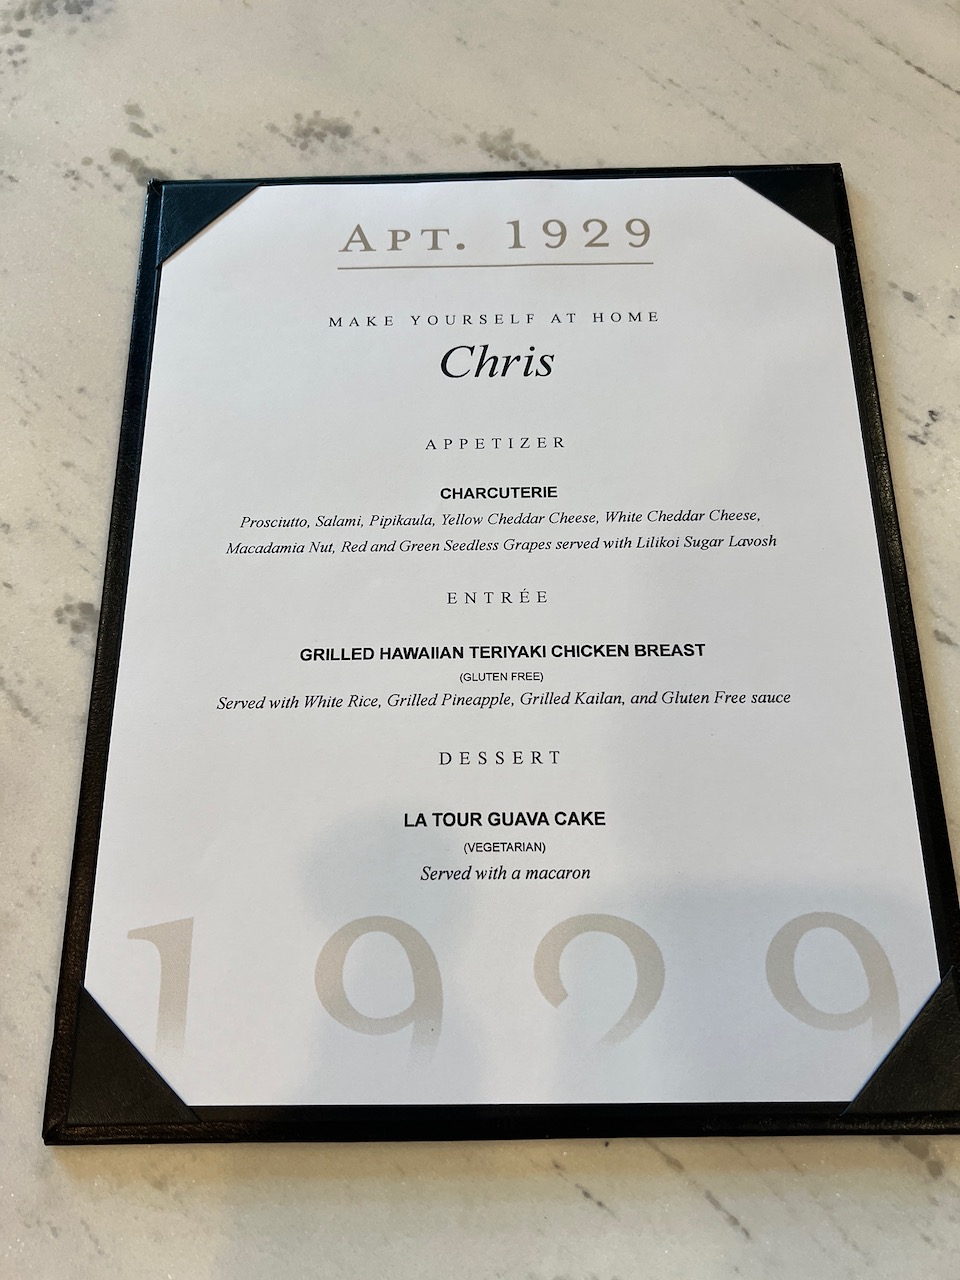 APT. 1929
MAKE YOURSELF AT HOME
Chris
APPETIZER
CHARCUTERIE
Prosciutto, Salami, Pipikaula, Yellow Cheddar Cheese, White Cheddar Cheese,
Macadamia Nut, Red and Green Seedless Grapes served with Lilikoi Sugar Lavosh
ENTRÉE
GRILLED HAWAIIAN TERIYAKI CHICKEN BREAST
(GLUTEN FREE)
Served with White Rice, Grilled Pineapple, Grilled Kailan, and Gluten Free sauce
DESSERT
LA TOUR GUAVA CAKE
(VEGETARIAN)
Served with a macaron
1929